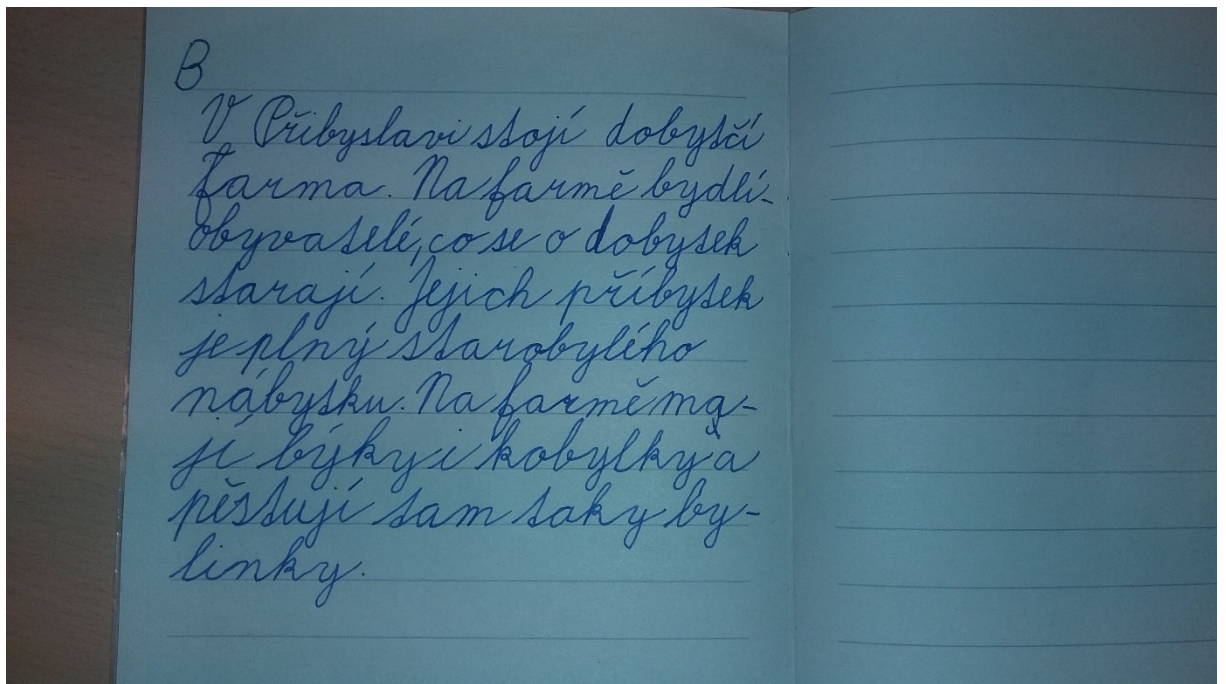 B
V Přibyslavi stojí dobytčí
farma. Na farmě bydlí-
obyvatelé, co se o dobytek
starají. Jejich příbytek
je plný starobylého
nábytku. Na farmě ma-
jí býky i kobylky a
pěstují tam taky by-
linky.